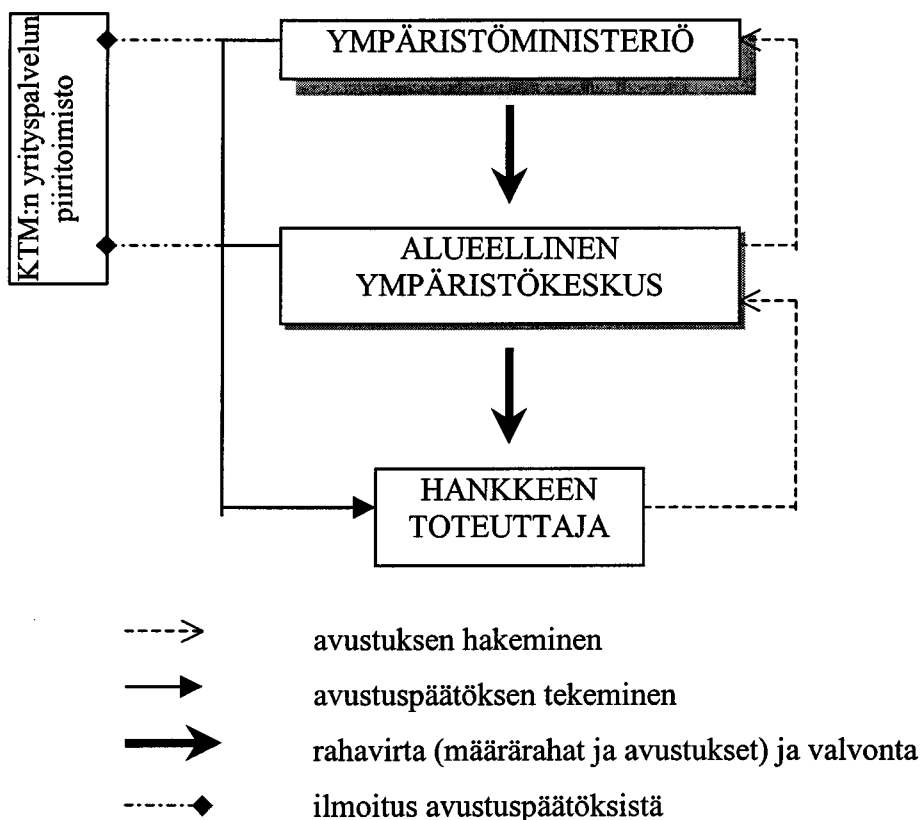 KTM:n yrityspalvelun
piiritoimisto
YMPÄRISTÖMINISTERIÖ
ALUEELLINEN
YMPÄRISTÖKESKUS
HANKKEEN
TOTEUTTAJA
avustuksen hakeminen
avustuspäätöksen tekeminen
rahavirta (määrärahat ja avustukset) ja valvonta
ilmoitus avustuspäätöksistä